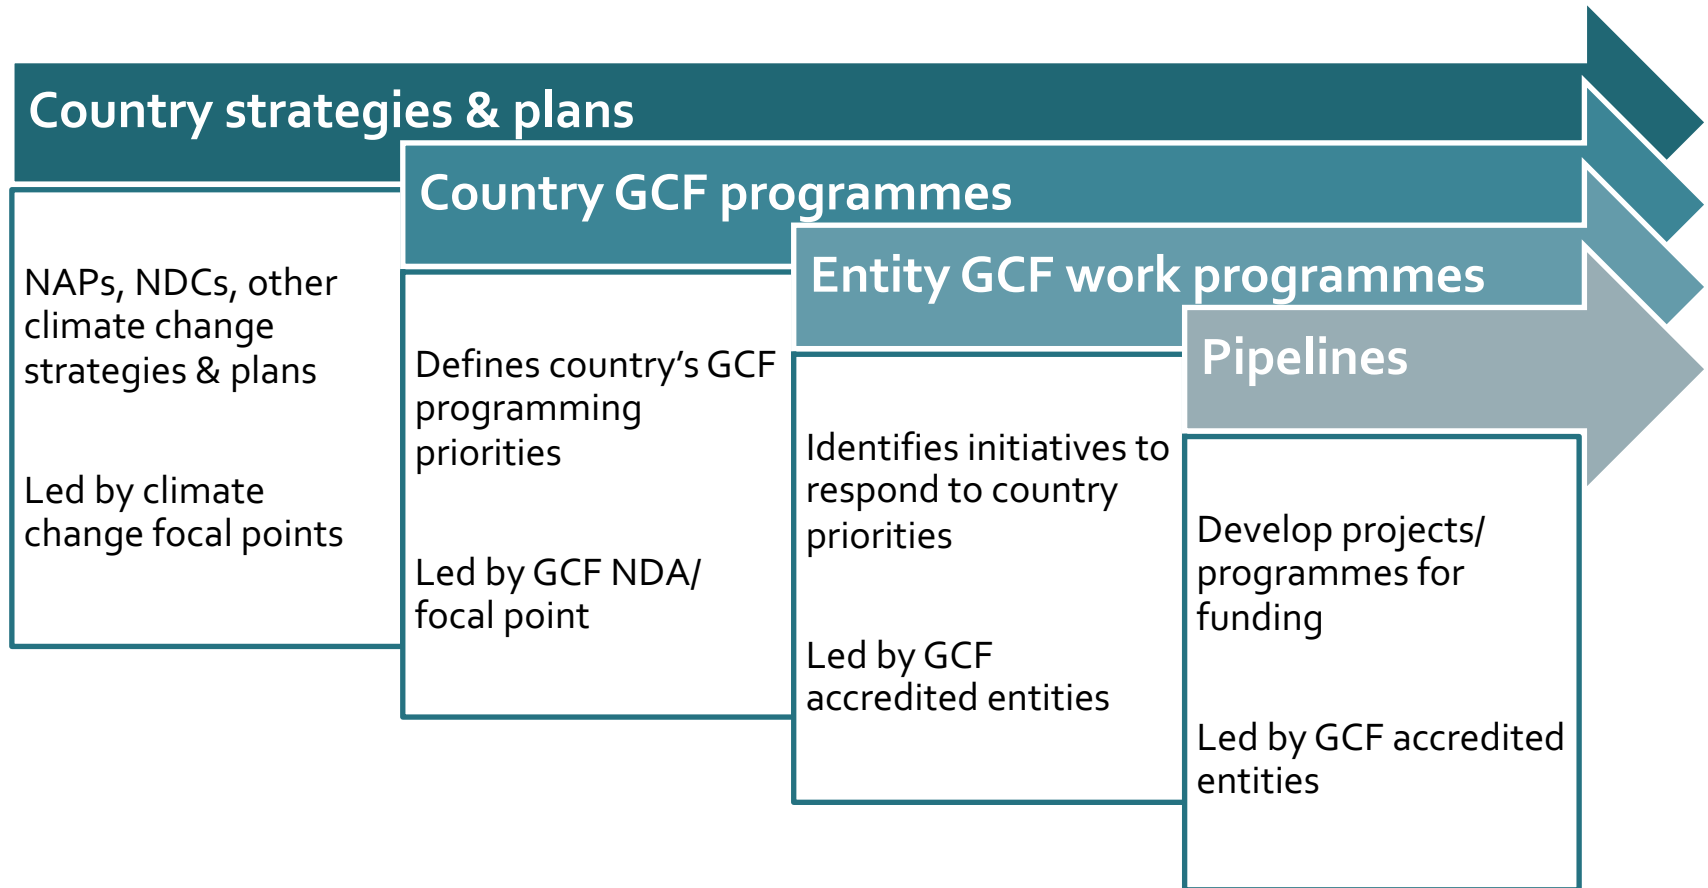 Country strategies & plans
NAPs, NDCs, other
climate change
strategies & plans
Led by climate
change focal points
Country GCF programmes
Defines country’s GCF
programming
priorities
Led by GCF NDA/
focal point
Entity GCF work programmes
Identifies initiatives to
respond to country
priorities
Led by GCF
accredited entities
Pipelines
Develop projects/
programmes for
funding
Led by GCF accredited
entities